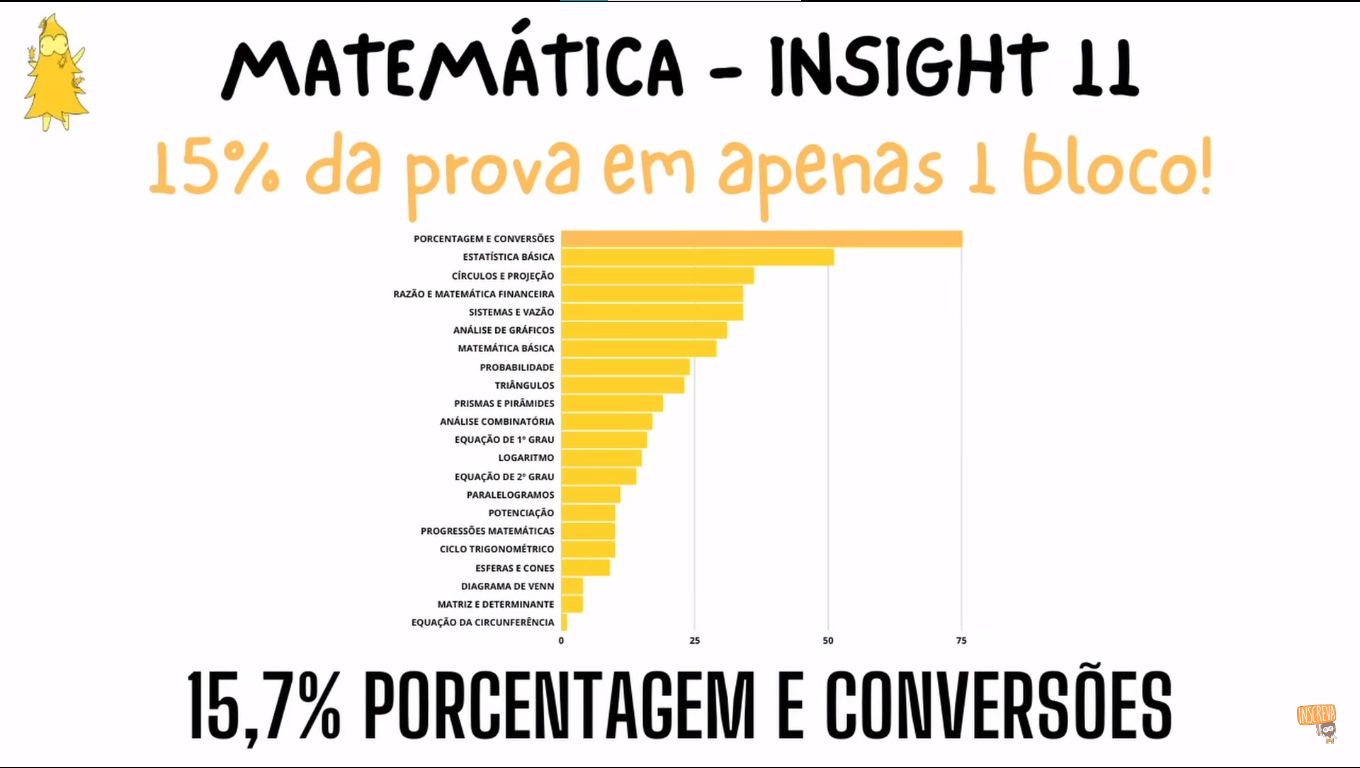 MATEMÁTICA - INSIGHT 11
15% da prova em apenas 1 bloco!
PORCENTAGEM E CONVERSÕES
ESTATÍSTICA BÁSICA
CÍRCULOS E PROJEÇÃO
RAZÃO E MATEMÁTICA FINANCEIRA
SISTEMAS E VAZÃO
ANÁLISE DE GRÁFICOS
MATEMÁTICA BÁSICA
PROBABILIDADE
TRIÂNGULOS
PRISMAS E PIRÂMIDES
ANÁLISE COMBINATÓRIA
EQUAÇÃO DE 1º GRAU
LOGARITMO
EQUAÇÃO DE 2º GRAU
PARALELOGRAMOS
POTENCIAÇÃO
PROGRESSÕES MATEMÁTICAS
CICLO TRIGONOMÉTRICO
ESFERAS E CONES
DIAGRAMA DE VENN
MATRIZ E DETERMINANTE
EQUAÇÃO DA CIRCUNFERÊNCIA
0 25 50 75
15,7% PORCENTAGEM E CONVERSÕES
INSCREVA